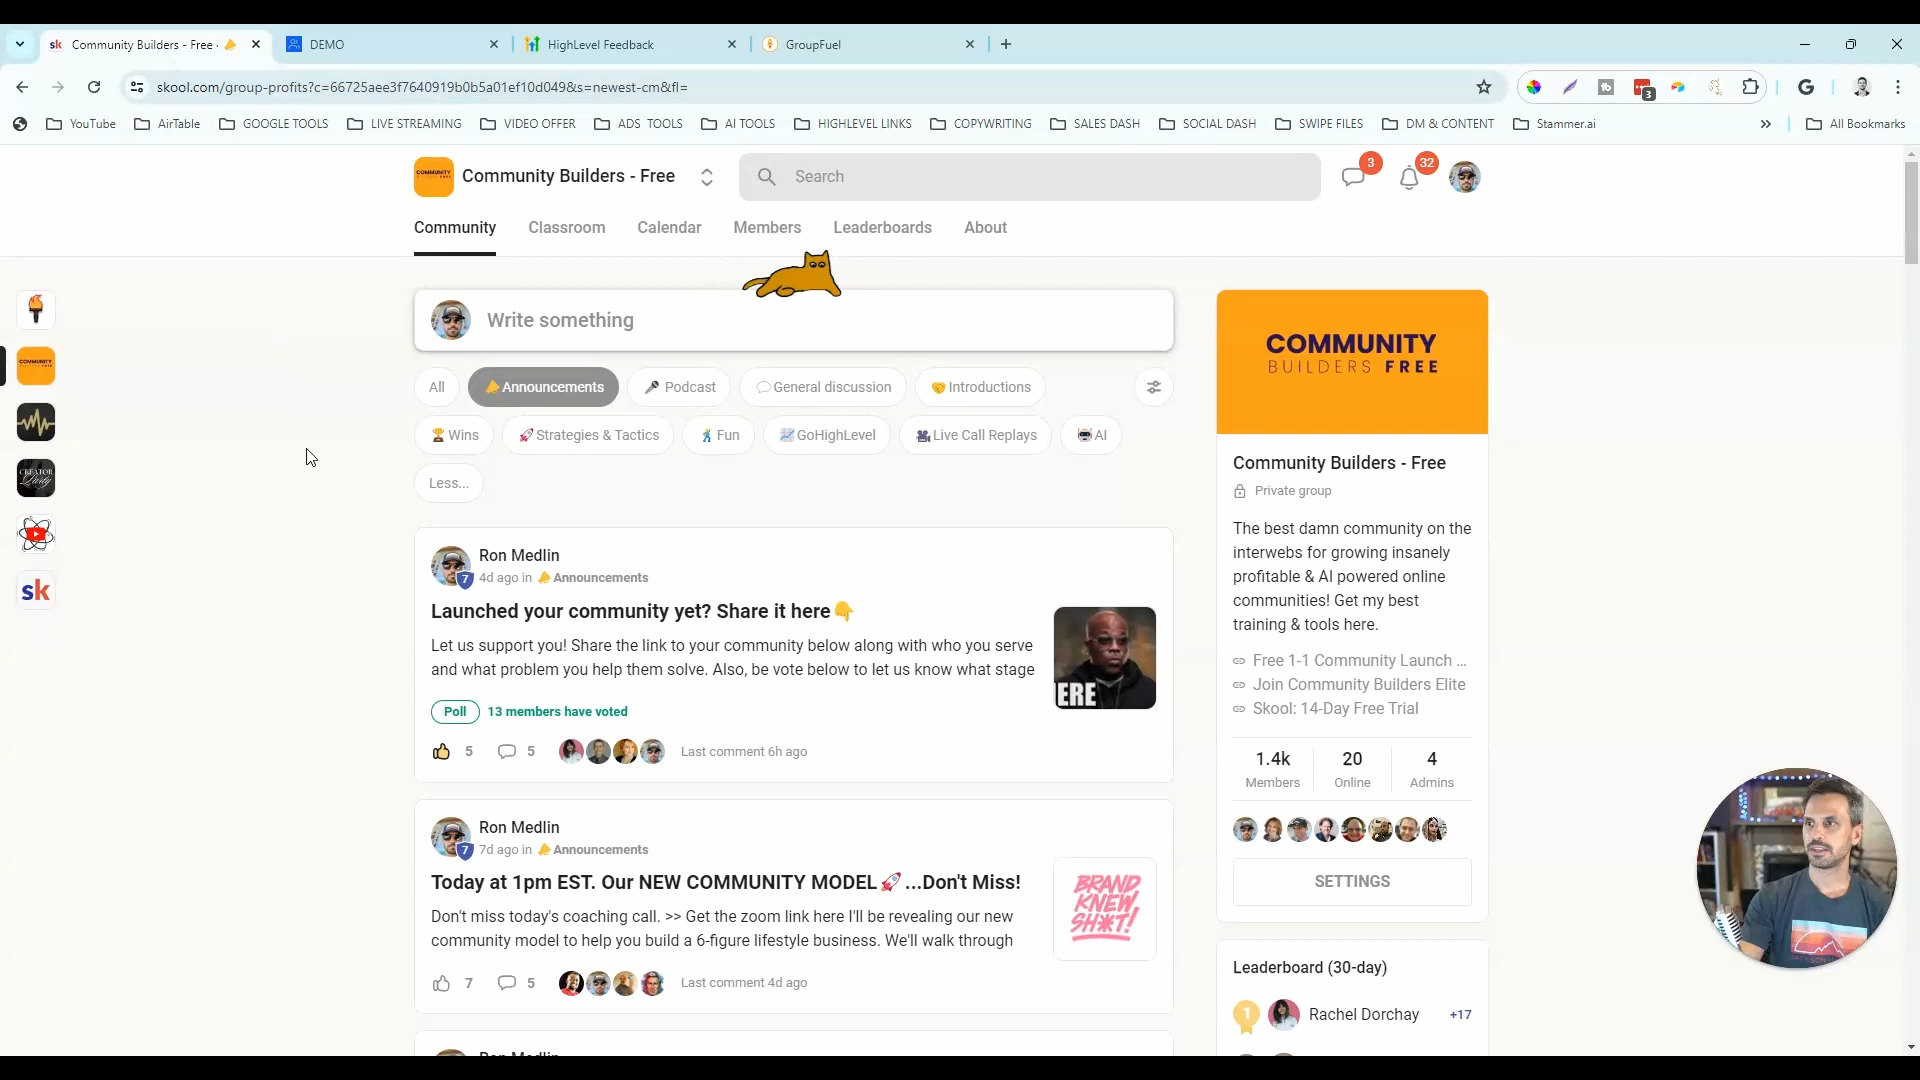 Community Builders - Free
DEMO
HighLevel Feedback
GroupFuel
skool.com/group-profits?c=66725aee3f7640919b0b5a01ef10d049&s=newest-cm&fl=
3
YouTube
AirTable
GOOGLE TOOLS
LIVE STREAMING
VIDEO OFFER
ADS TOOLS
AI TOOLS
HIGHLEVEL LINKS
COPYWRITING
SALES DASH
SOCIAL DASH
SWIPE FILES
DM & CONTENT
Stammer.ai
All Bookmarks
Community Builders - Free
Search
3
32
Community
Classroom
Calendar
Members
Leaderboards
About
Write something
All
📣Announcements
🎤 Podcast
💬General discussion
🤝Introductions
🏆Wins
🚀Strategies & Tactics
🕺Fun
📈GoHighLevel
🎥Live Call Replays
🤖AI
Less...
CREATOR
Party
sk
Ron Medlin
7
4d ago in 📣Announcements
Launched your community yet? Share it here👇
Let us support you! Share the link to your community below along with who you serve
and what problem you help them solve. Also, be vote below to let us know what stage
ERE
Poll
13 members have voted
5
5
Last comment 6h ago
Ron Medlin
7
7d ago in 📣Announcements
Today at 1pm EST. Our NEW COMMUNITY MODEL🚀...Don't Miss!
Don't miss today's coaching call. >> Get the zoom link here I'll be revealing our new
community model to help you build a 6-figure lifestyle business. We'll walk through
BRAND
KNEW
SH*T!
7
5
Last comment 4d ago
COMMUNITY
BUILDERS FREE
Community Builders - Free
Private group
The best damn community on the
interwebs for growing insanely
profitable & AI powered online
communities! Get my best
training & tools here.
Free 1-1 Community Launch ...
Join Community Builders Elite
Skool: 14-Day Free Trial
1.4k
Members
20
Online
4
Admins
SETTINGS
Leaderboard (30-day)
1
Rachel Dorchay
+17